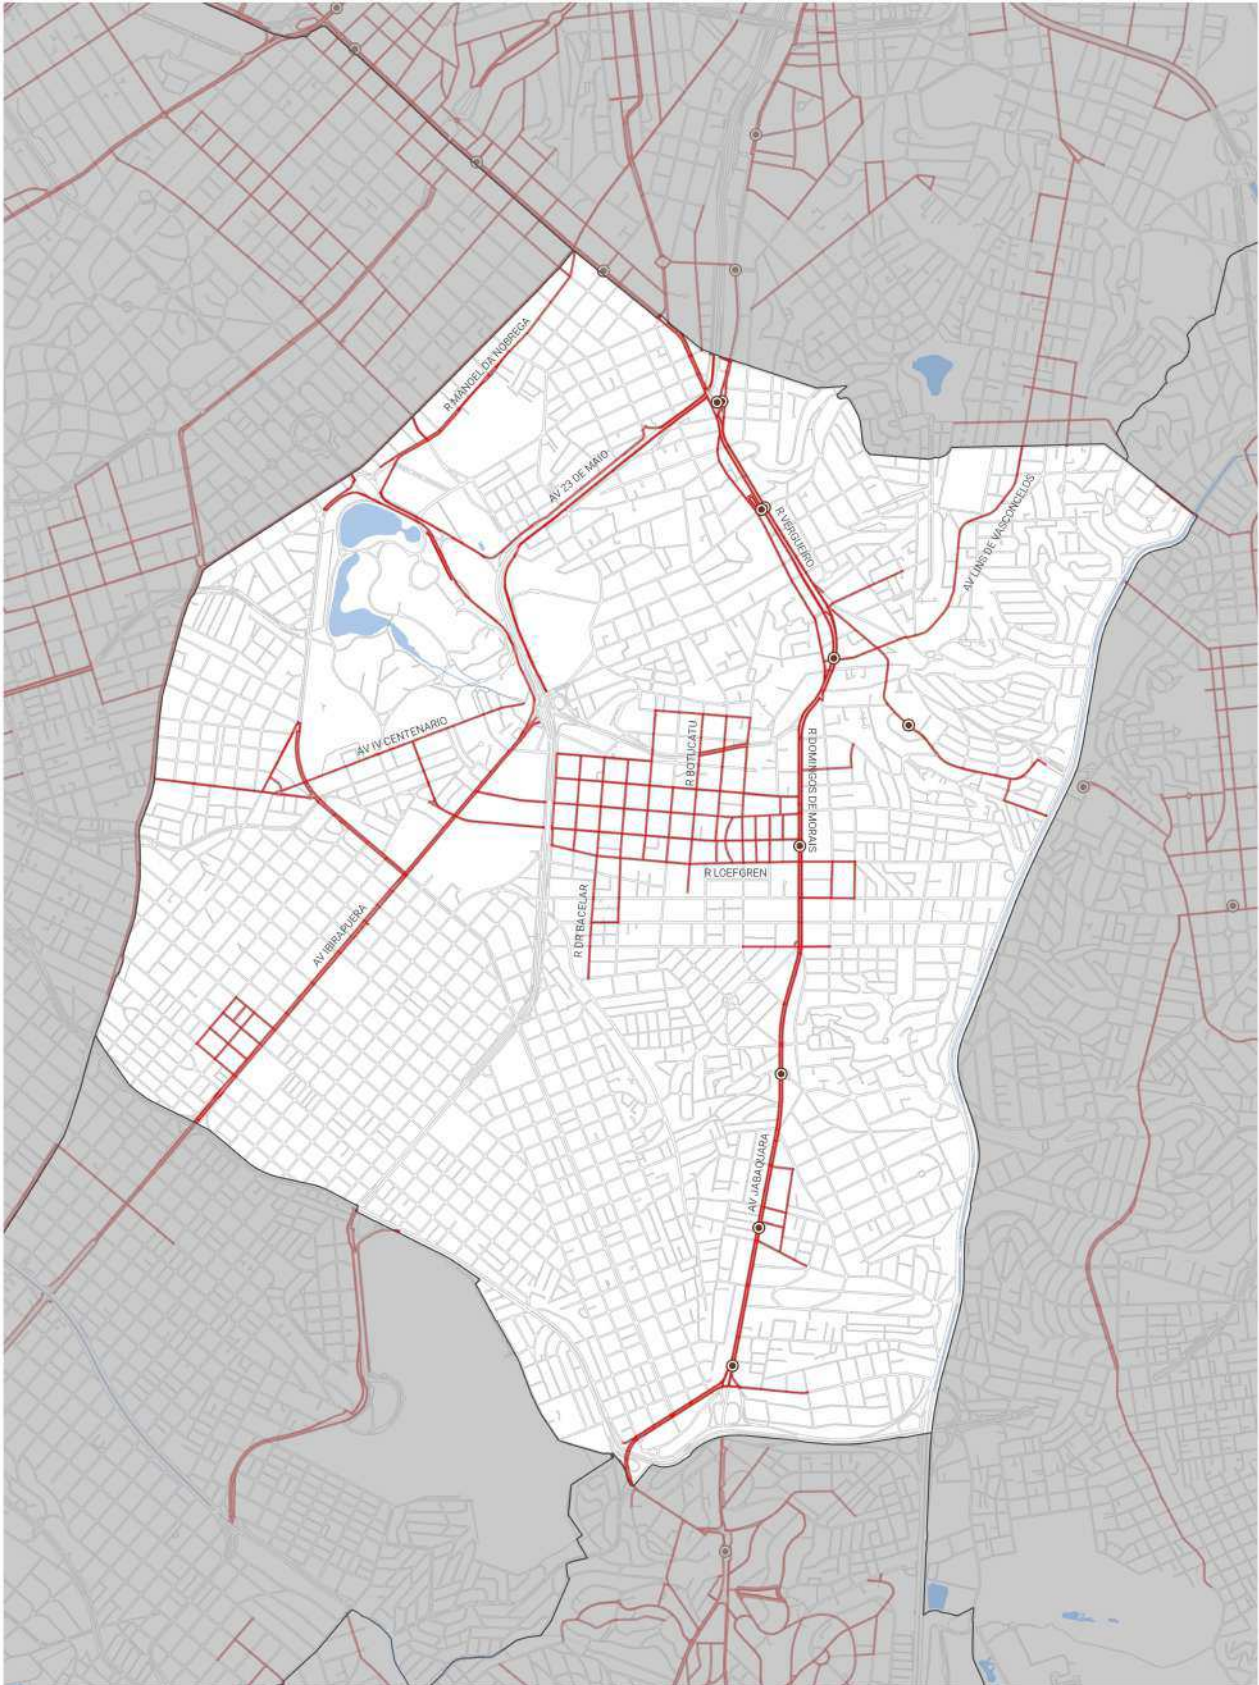 R MANOEL DA NOBREGA
AV 23 DE MAIO
R VERGUEIRO
AV LINS DE VASCONCELOS
AV IV CENTENARIO
R BOTUCATU
R DOMINGOS DE MORAIS
R LOEFGREN
R DR BACELAR
AV IBIRAPUERA
AV JABAQUARA